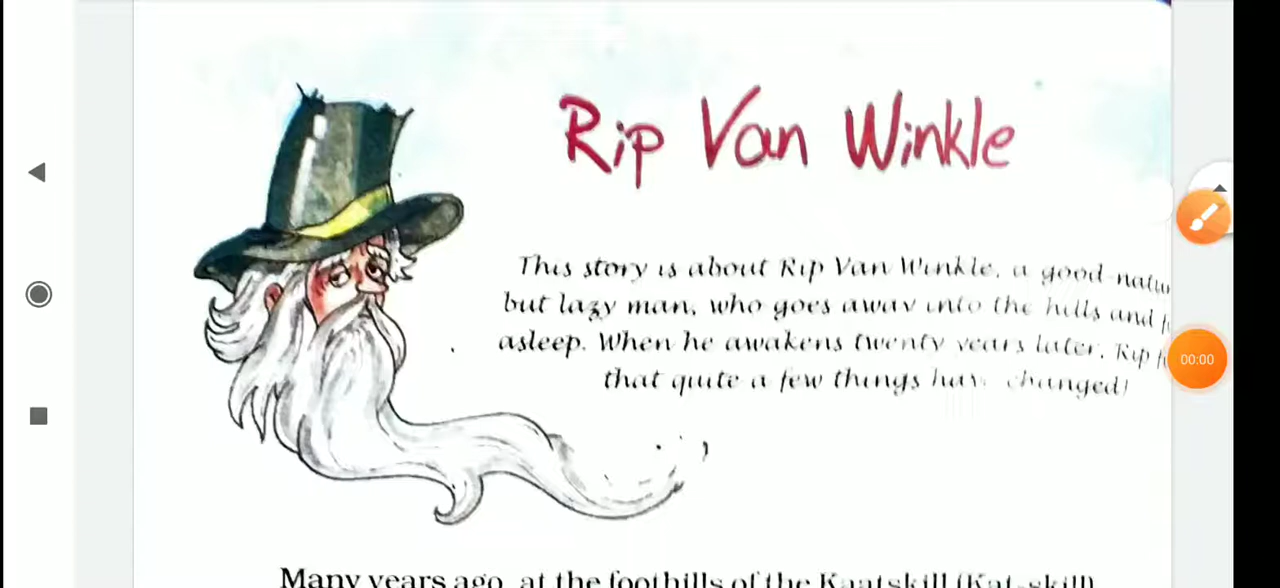 Rip Van Winkle
This story is about Rip Van Winkle, a good-natu
but lazy man, who goes away into the hills and
asleep. When he awakens twenty years later, Rip
that quite a few things have changed!
Many years ago, at the foothills of the Kaatskill (Kat-skill)
00:00